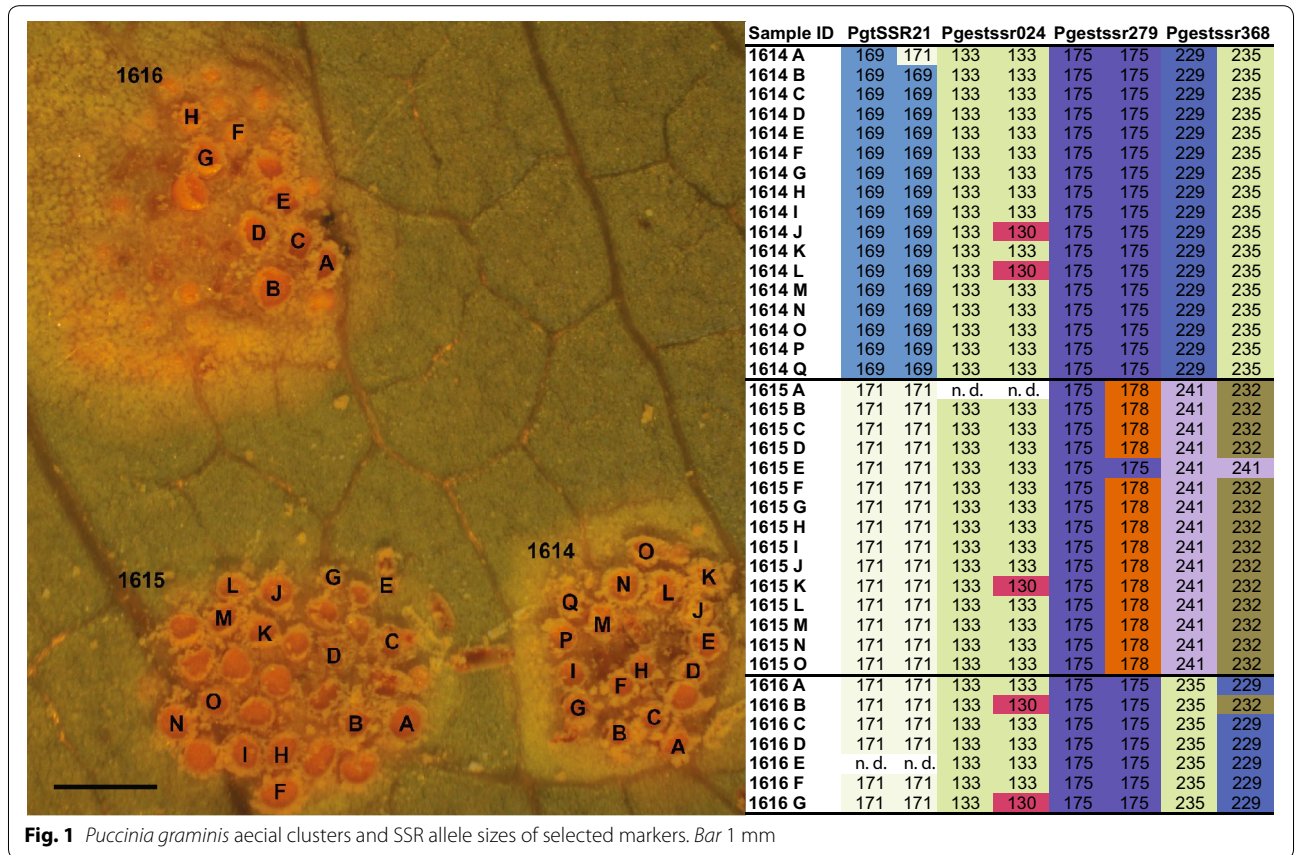 1616
H
F
G
E
D
C
A
B
1615
L
J
G
E
M
K
D
C
O
N
B
A
I
H
F
1614
O
N
L
K
Q
M
J
P
E
I
H
D
F
G
C
B
A
Sample ID PgtSSR21 Pgestssr024 Pgestssr279 Pgestssr368
1614 A 169 171 133 133 175 175 229 235
1614 B 169 169 133 133 175 175 229 235
1614 C 169 169 133 133 175 175 229 235
1614 D 169 169 133 133 175 175 229 235
1614 E 169 169 133 133 175 175 229 235
1614 F 169 169 133 133 175 175 229 235
1614 G 169 169 133 133 175 175 229 235
1614 H 169 169 133 133 175 175 229 235
1614 I 169 169 133 133 175 175 229 235
1614 J 169 169 133 130 175 175 229 235
1614 K 169 169 133 133 175 175 229 235
1614 L 169 169 133 130 175 175 229 235
1614 M 169 169 133 133 175 175 229 235
1614 N 169 169 133 133 175 175 229 235
1614 O 169 169 133 133 175 175 229 235
1614 P 169 169 133 133 175 175 229 235
1614 Q 169 169 133 133 175 175 229 235
1615 A 171 171 n. d. n. d. 175 178 241 232
1615 B 171 171 133 133 175 178 241 232
1615 C 171 171 133 133 175 178 241 232
1615 D 171 171 133 133 175 178 241 232
1615 E 171 171 133 133 175 175 241 241
1615 F 171 171 133 133 175 178 241 232
1615 G 171 171 133 133 175 178 241 232
1615 H 171 171 133 133 175 178 241 232
1615 I 171 171 133 133 175 178 241 232
1615 J 171 171 133 133 175 178 241 232
1615 K 171 171 133 130 175 178 241 232
1615 L 171 171 133 133 175 178 241 232
1615 M 171 171 133 133 175 178 241 232
1615 N 171 171 133 133 175 178 241 232
1615 O 171 171 133 133 175 178 241 232
1616 A 171 171 133 133 175 175 235 229
1616 B 171 171 133 130 175 175 235 232
1616 C 171 171 133 133 175 175 235 229
1616 D 171 171 133 133 175 175 235 229
1616 E n. d. n. d. 133 133 175 175 235 229
1616 F 171 171 133 133 175 175 235 229
1616 G 171 171 133 130 175 175 235 229
Fig. 1 Puccinia graminis aecial clusters and SSR allele sizes of selected markers. Bar 1 mm